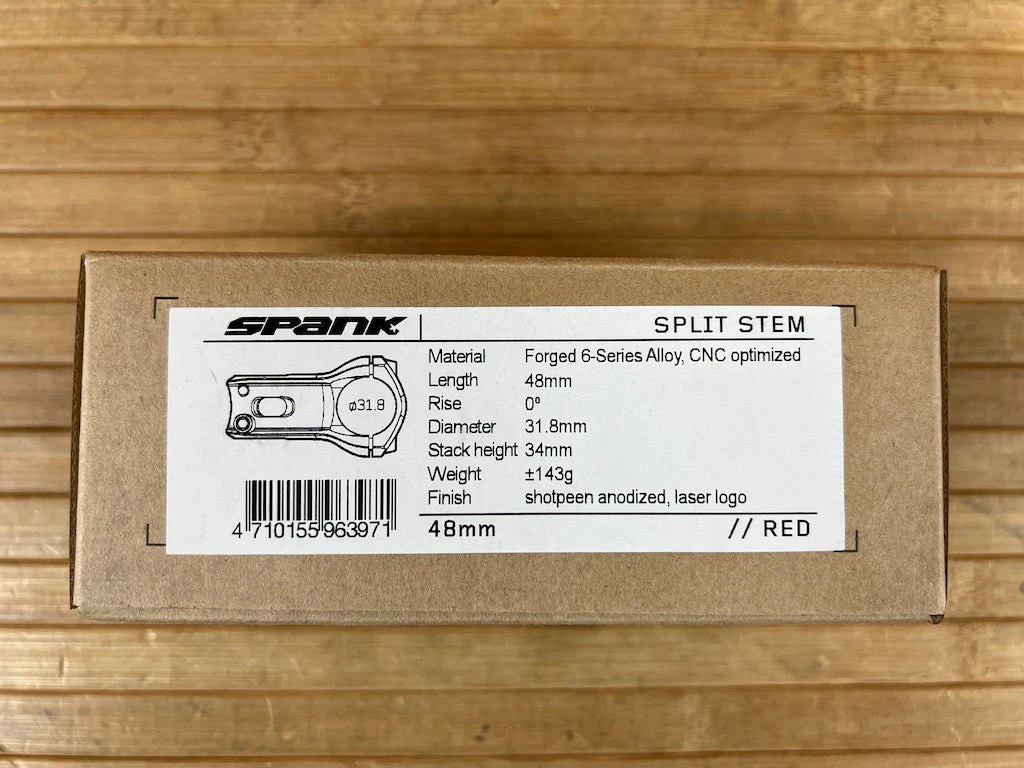 SPANK
SPLIT STEM
Material Forged 6-Series Alloy, CNC optimized
Length 48mm
Rise 0º
Diameter 31.8mm
Stack height 34mm
Weight ±143g
Finish shotpeen anodized, laser logo
ø31.8
4 710155 963971
48mm // RED